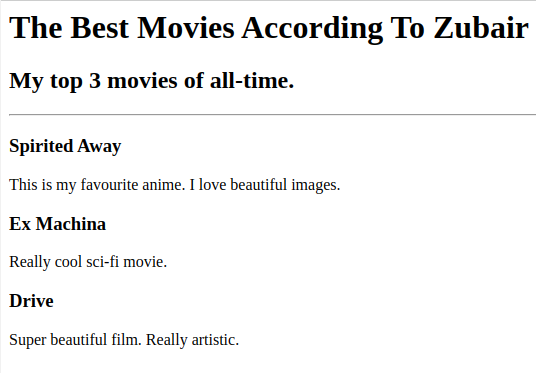 The Best Movies According To Zubair
My top 3 movies of all-time.
Spirited Away
This is my favourite anime. I love beautiful images.
Ex Machina
Really cool sci-fi movie.
Drive
Super beautiful film. Really artistic.